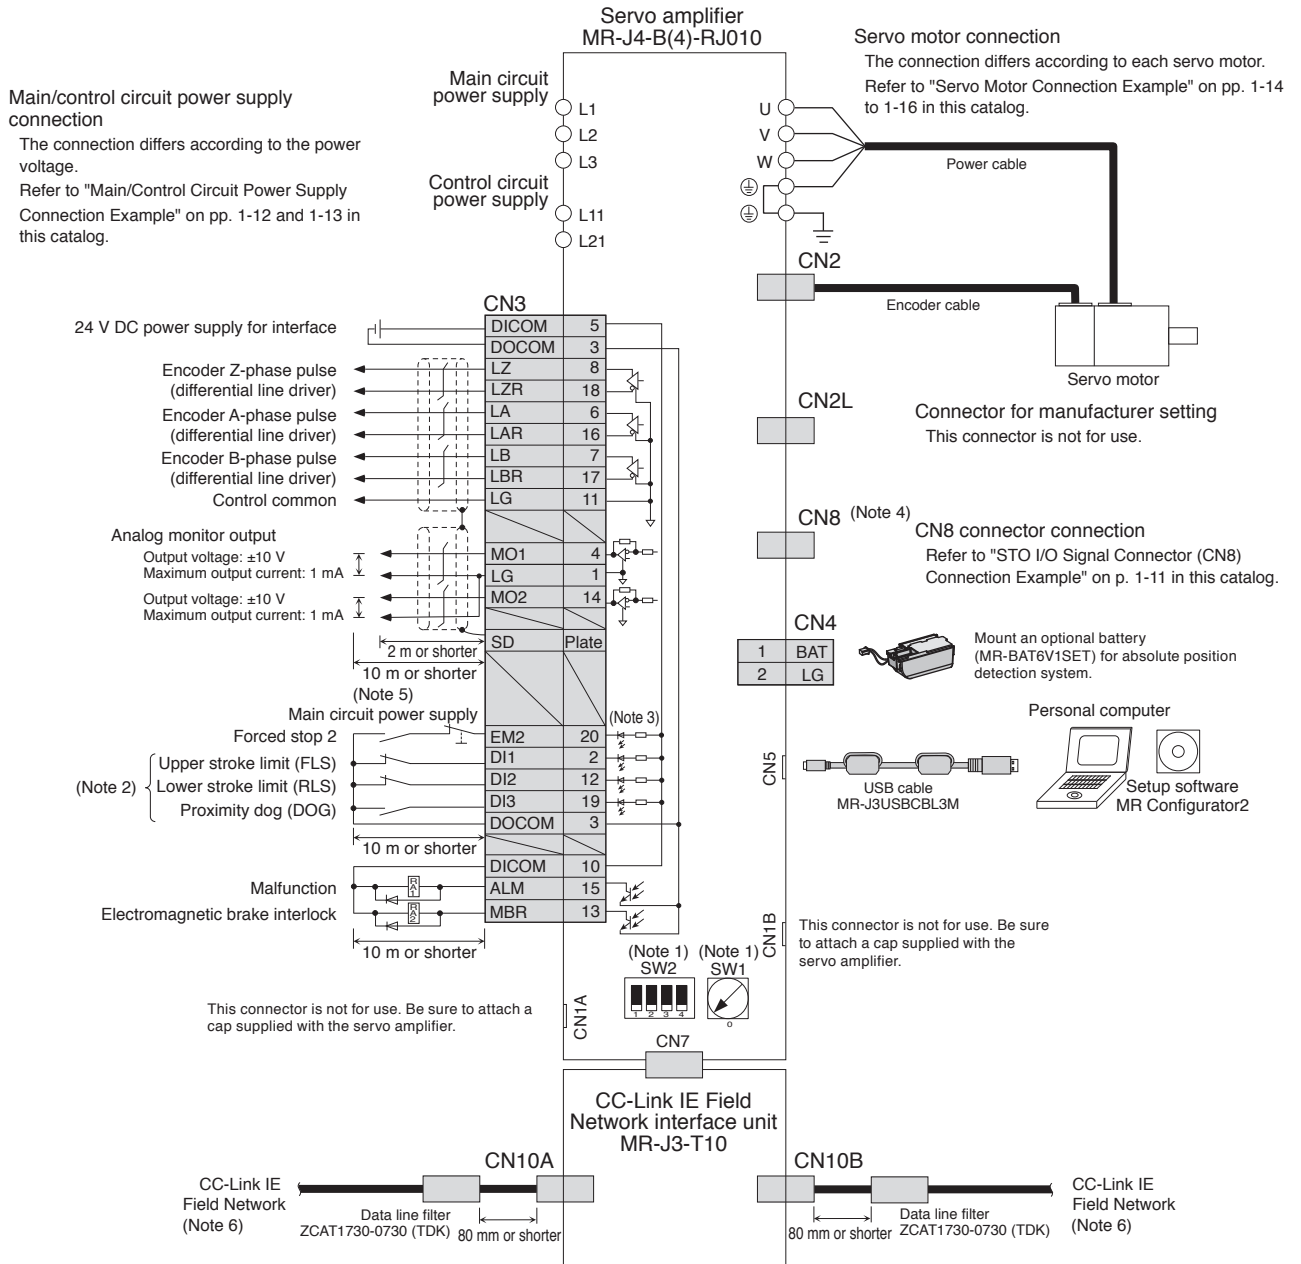 Servo amplifier
MR-J4-B(4)-RJ010
Main/control circuit power supply
connection
The connection differs according to the power
voltage.
Refer to "Main/Control Circuit Power Supply
Connection Example" on pp. 1-12 and 1-13 in
this catalog.
Main circuit
power supply
L1
L2
L3
Control circuit
power supply
L11
L21
U
V
W
Servo motor connection
The connection differs according to each servo motor.
Refer to "Servo Motor Connection Example" on pp. 1-14
to 1-16 in this catalog.
Power cable
CN2
Encoder cable
Servo motor
CN2L
Connector for manufacturer setting
This connector is not for use.
CN8 (Note 4)
CN8 connector connection
Refer to "STO I/O Signal Connector (CN8)
Connection Example" on p. 1-11 in this catalog.
CN4
1 BAT
2 LG
Mount an optional battery
(MR-BAT6V1SET) for absolute position
detection system.
Personal computer
CN5
USB cable
MR-J3USBCBL3M
Setup software
MR Configurator2
CN1B
This connector is not for use. Be sure
to attach a cap supplied with the
servo amplifier.
CN3
24 V DC power supply for interface
DICOM 5
DOCOM 3
Encoder Z-phase pulse
(differential line driver)
LZ 8
LZR 18
Encoder A-phase pulse
(differential line driver)
LA 6
LAR 16
Encoder B-phase pulse
(differential line driver)
LB 7
LBR 17
Control common
LG 11
Analog monitor output
Output voltage: ±10 V
Maximum output current: 1 mA
MO1 4
LG 1
Output voltage: ±10 V
Maximum output current: 1 mA
MO2 14
2 m or shorter
SD Plate
10 m or shorter
(Note 5)
Main circuit power supply
(Note 3)
Forced stop 2
EM2 20
(Note 2)
Upper stroke limit (FLS)
DI1 2
Lower stroke limit (RLS)
DI2 12
Proximity dog (DOG)
DI3 19
DOCOM 3
10 m or shorter
DICOM 10
Malfunction
RA1
ALM 15
Electromagnetic brake interlock
RA2
MBR 13
10 m or shorter
(Note 1)
SW2
1 2 3 4
(Note 1)
SW1
0
This connector is not for use. Be sure to attach a
cap supplied with the servo amplifier.
CN1A
CN7
CC-Link IE Field
Network interface unit
MR-J3-T10
CN10A
CC-Link IE
Field Network
(Note 6)
Data line filter
ZCAT1730-0730 (TDK)
80 mm or shorter
CN10B
80 mm or shorter
Data line filter
ZCAT1730-0730 (TDK)
CC-Link IE
Field Network
(Note 6)